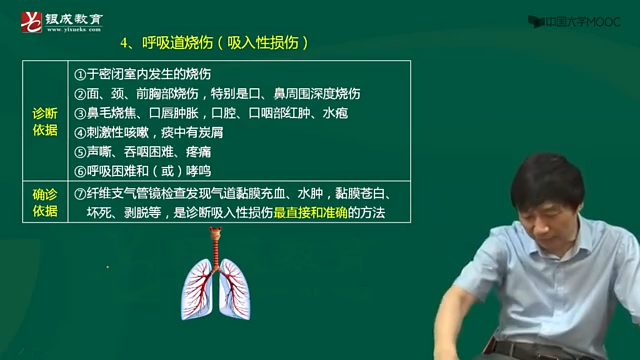 银成教育
www.yixueks.com
中国大学MOOC
4、呼吸道烧伤（吸入性损伤）
诊断依据
①于密闭室内发生的烧伤
②面、颈、前胸部烧伤，特别是口、鼻周围深度烧伤
③鼻毛烧焦、口唇肿胀，口腔、口咽部红肿、水疱
④刺激性咳嗽，痰中有炭屑
⑤声嘶、吞咽困难、疼痛
⑥呼吸困难和（或）哮鸣
确诊依据
⑦纤维支气管镜检查发现气道黏膜充血、水肿，黏膜苍白、
坏死、剥脱等，是诊断吸入性损伤最直接和准确的方法